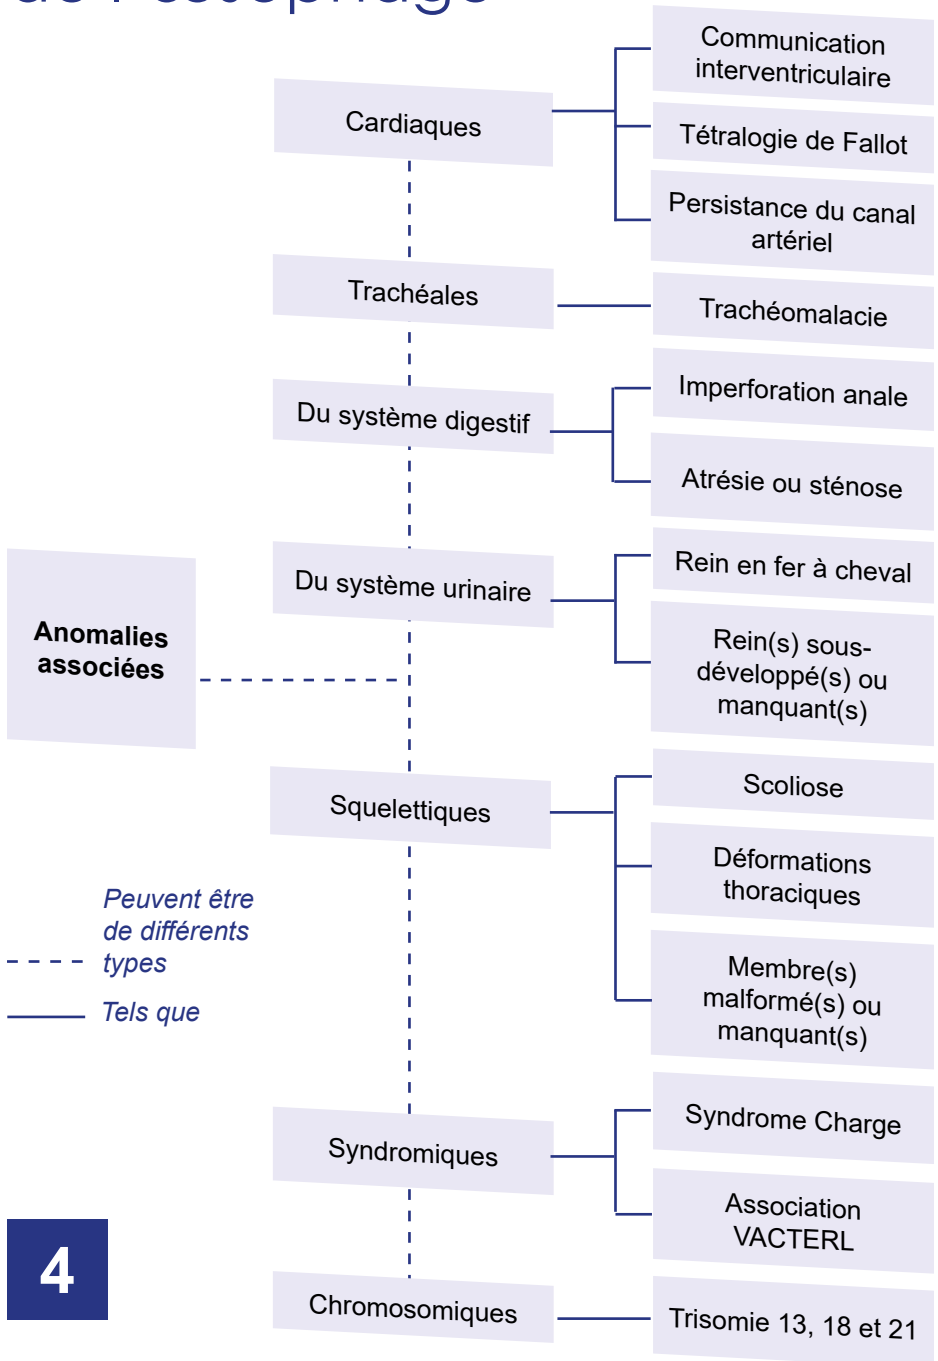 de l'œsophage
Communication
interventriculaire
Cardiaques
Tétralogie de Fallot
Persistance du canal
artériel
Trachéales
Trachéomalacie
Du système digestif
Imperforation anale
Atrésie ou sténose
Du système urinaire
Rein en fer à cheval
Rein(s) sous-
développé(s) ou
manquant(s)
Anomalies
associées
Squelettiques
Scoliose
Déformations
thoraciques
Membre(s)
malformé(s) ou
manquant(s)
Peuvent être
de différents
types
Tels que
Syndromiques
Syndrome Charge
Association
VACTERL
4
Chromosomiques
Trisomie 13, 18 et 21